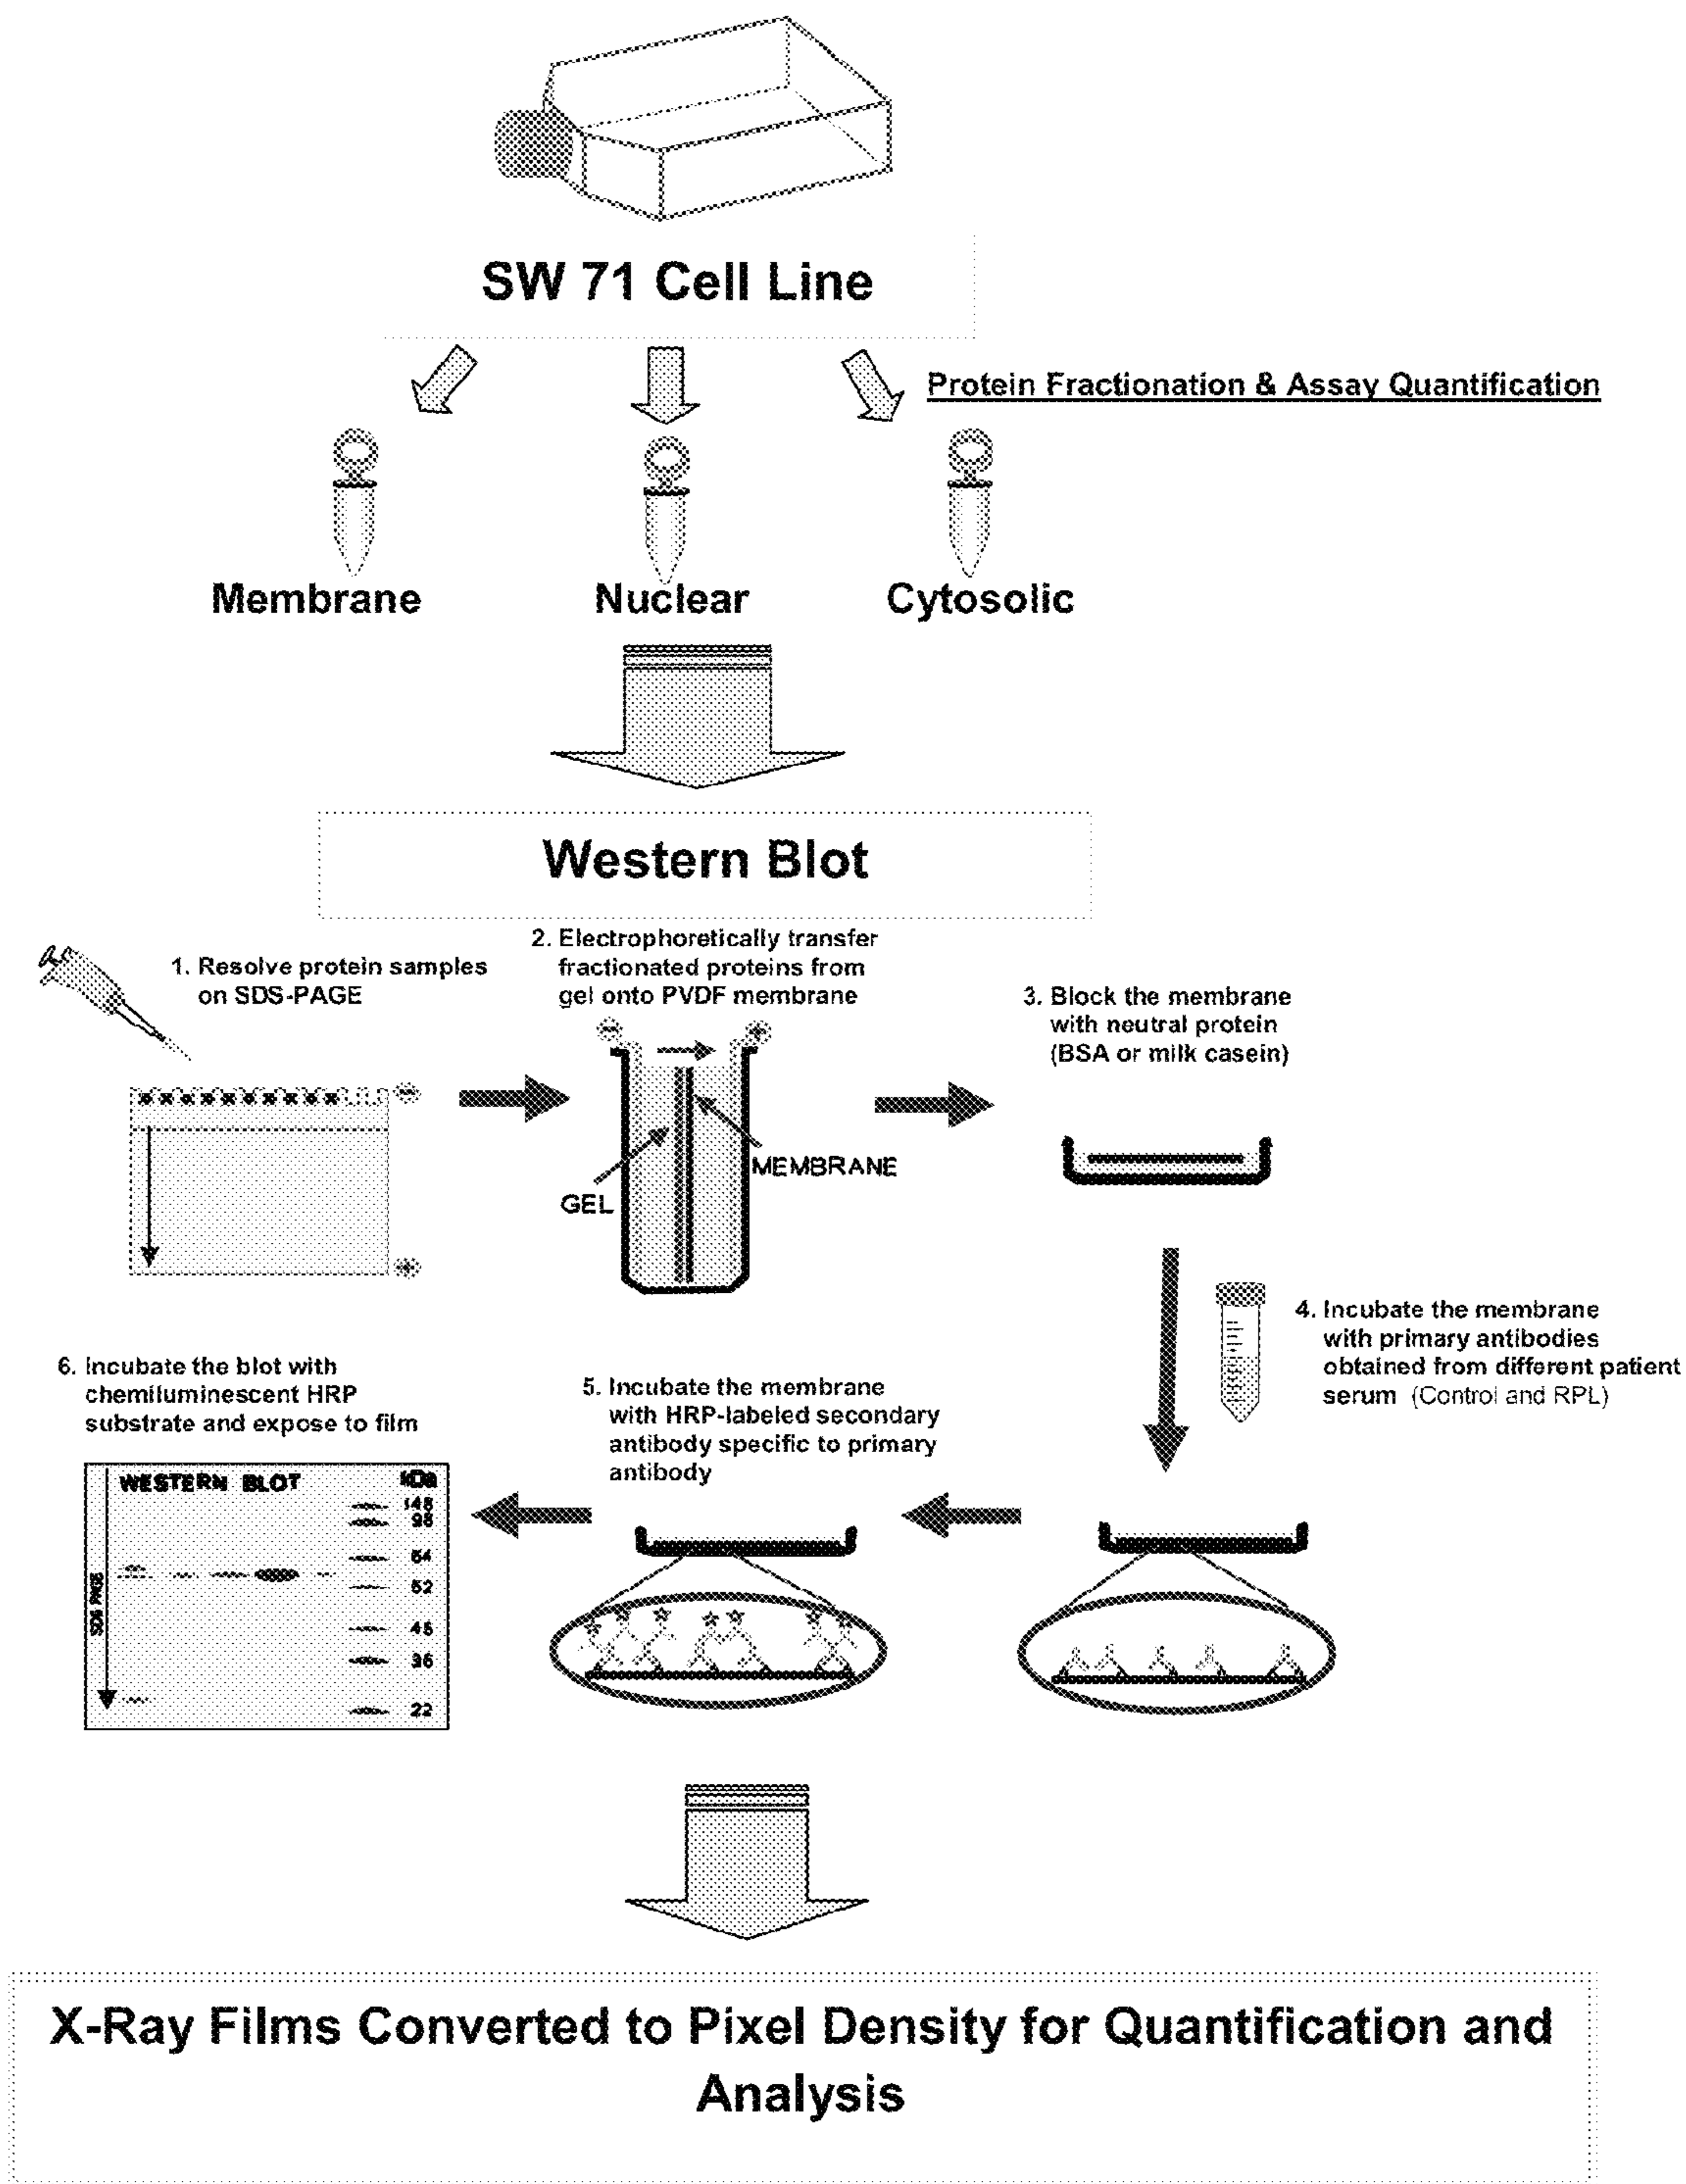 SW 71 Cell Line
Protein Fractionation & Assay Quantification
Membrane
Nuclear
Cytosolic
Western Blot
1. Resolve protein samples
on SDS-PAGE
2. Electrophoretically transfer
fractionated proteins from
gel onto PVDF membrane
3. Block the membrane
with neutral protein
(BSA or milk casein)
−
+
−
+
MEMBRANE
GEL
4. Incubate the membrane
with primary antibodies
obtained from different patient
serum (Control and RPL)
5. Incubate the membrane
with HRP-labeled secondary
antibody specific to primary
antibody
6. Incubate the blot with
chemiluminescent HRP
substrate and expose to film
WESTERN BLOT
kDa
148
98
64
52
45
36
22
SDS PAGE
X-Ray Films Converted to Pixel Density for Quantification and
Analysis